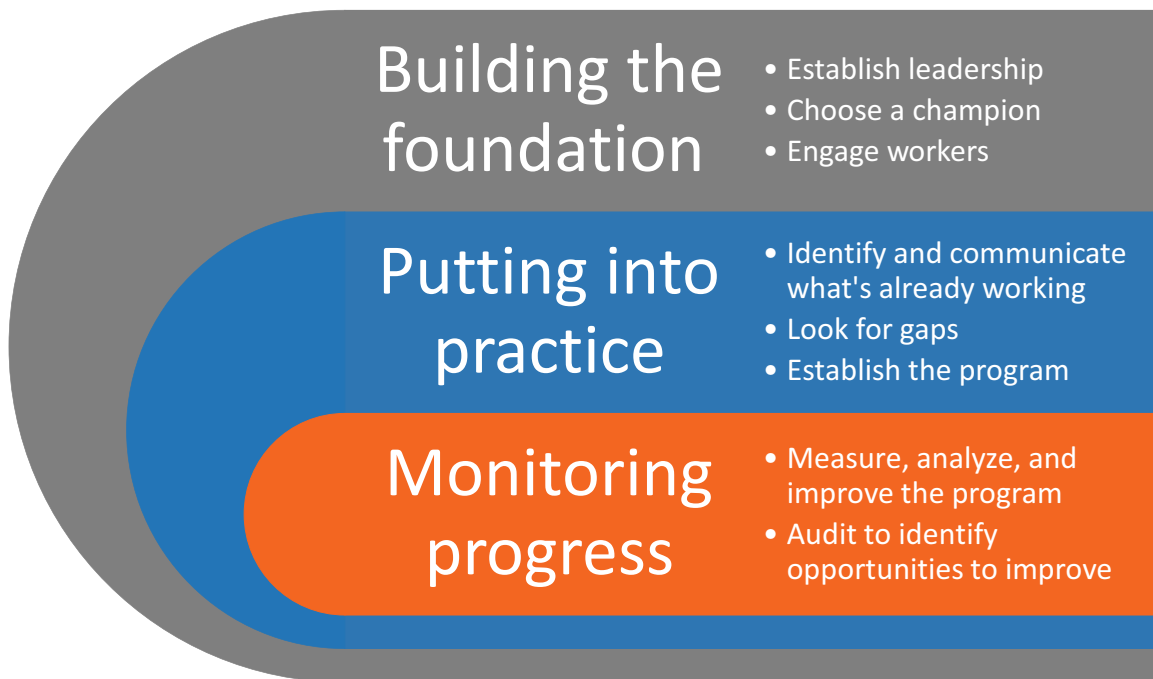 Building the
foundation
• Establish leadership
• Choose a champion
• Engage workers
Putting into
practice
• Identify and communicate
what's already working
• Look for gaps
• Establish the program
Monitoring
progress
• Measure, analyze, and
improve the program
• Audit to identify
opportunities to improve